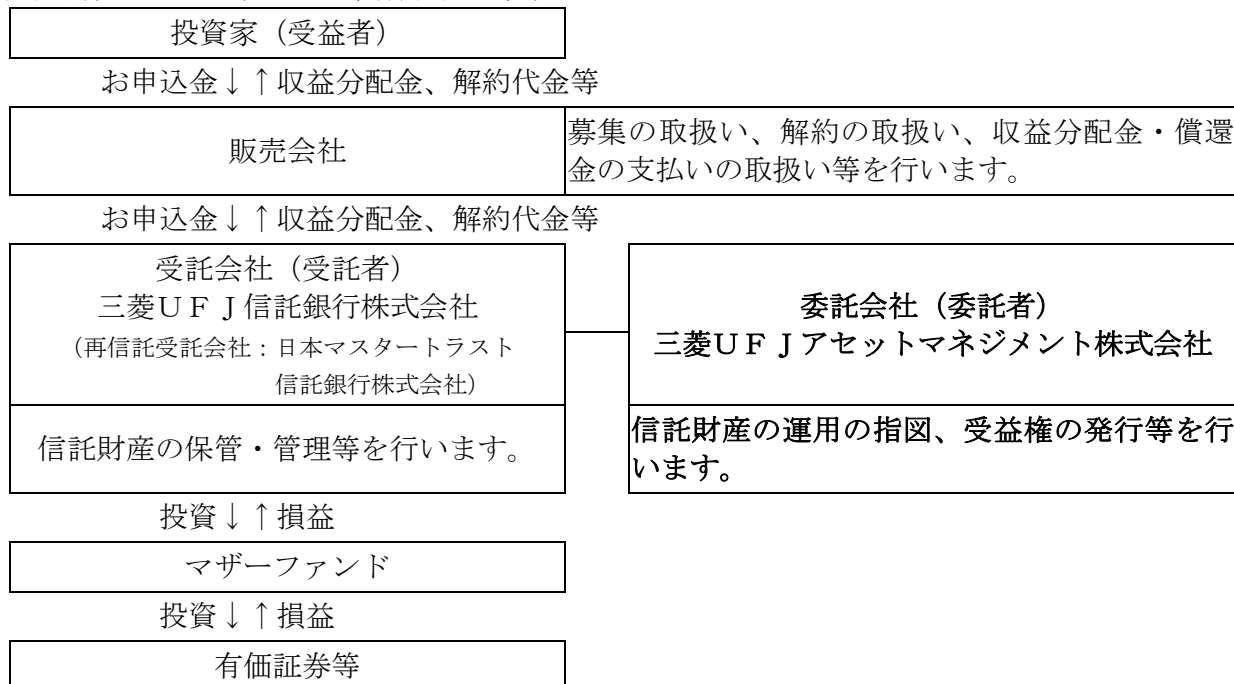 投資家（受益者）
お申込金↓↑収益分配金、解約代金等
販売会社
募集の取扱い、解約の取扱い、収益分配金・償還
金の支払いの取扱い等を行います。
お申込金↓↑収益分配金、解約代金等
受託会社（受託者）
三菱ＵＦＪ信託銀行株式会社
（再信託受託会社：日本マスタートラスト
信託銀行株式会社）
委託会社（委託者）
三菱ＵＦＪアセットマネジメント株式会社
信託財産の保管・管理等を行います。
信託財産の運用の指図、受益権の発行等を行
います。
投資↓↑損益
マザーファンド
投資↓↑損益
有価証券等